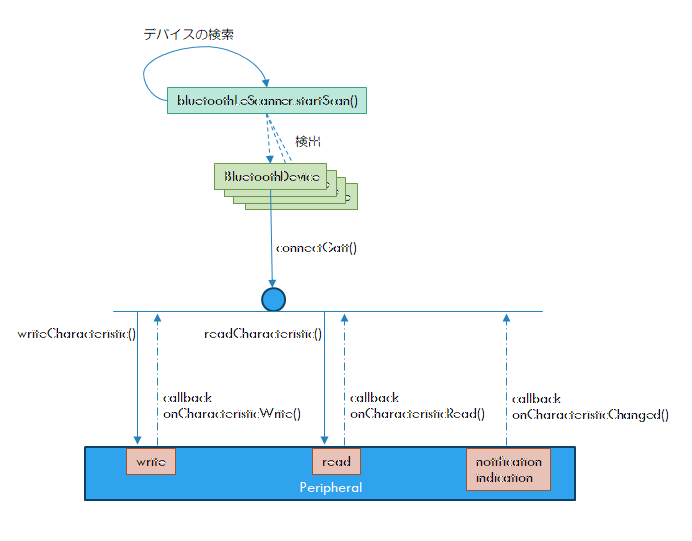 デバイスの検索
bluetoothLeScanner.startScan()
検出
BluetoothDevice
connectGatt()
writeCharacteristic()
readCharacteristic()
callback
onCharacteristicWrite()
callback
onCharacteristicRead()
callback
onCharacteristicChanged()
write
read
notification
indication
Peripheral